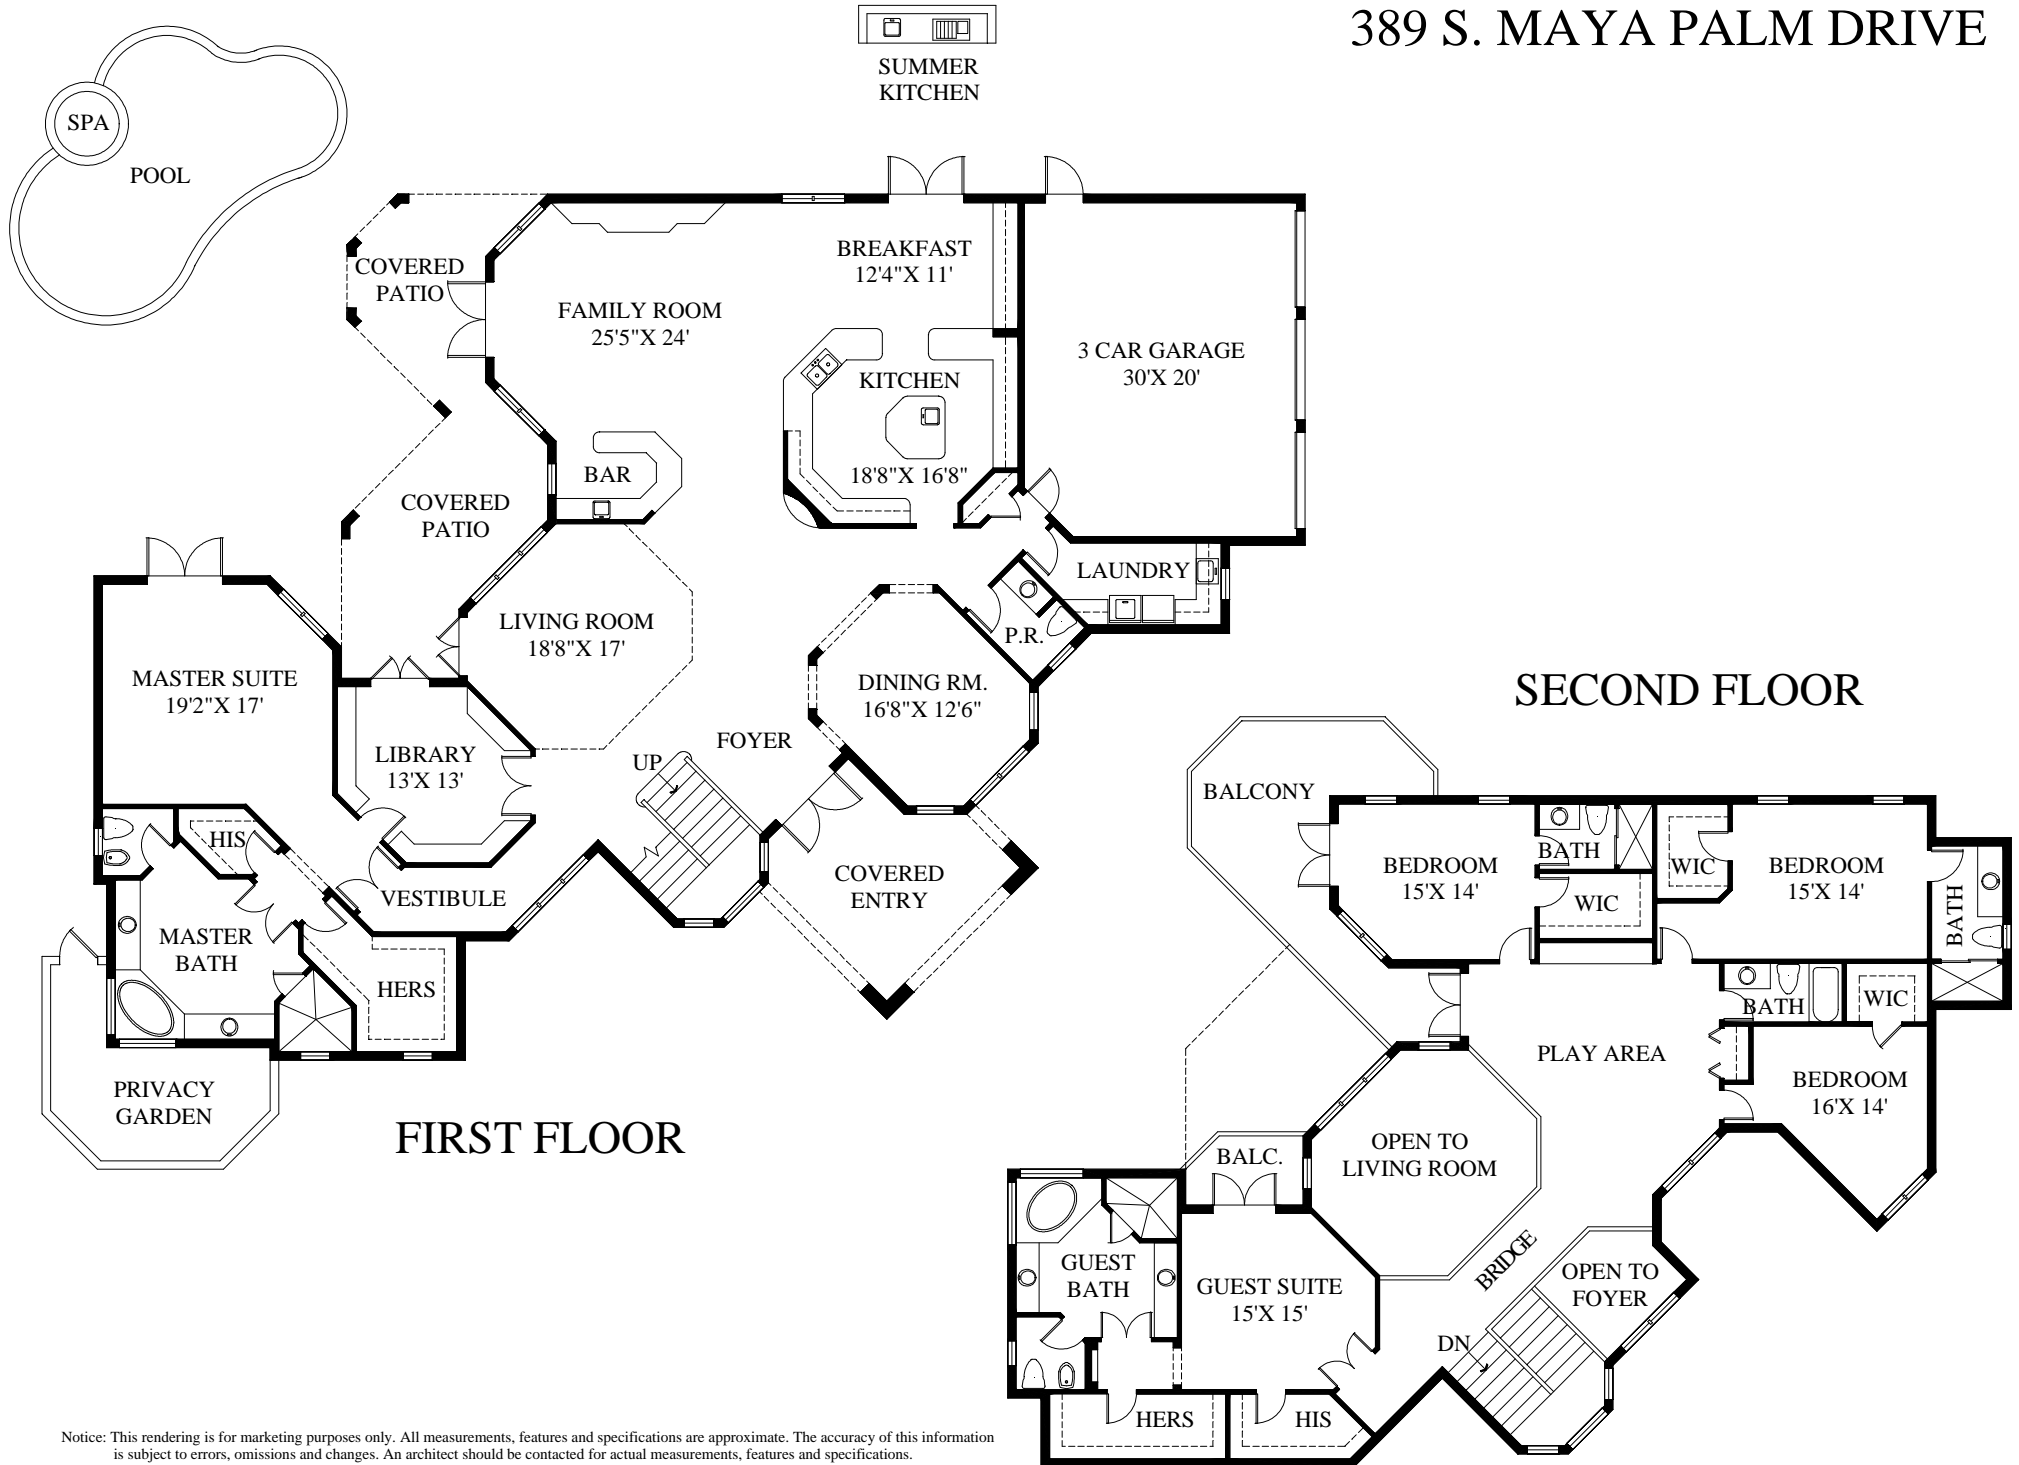 389 S. MAYA PALM DRIVE
SUMMER
KITCHEN
SPA
POOL
COVERED
PATIO
FAMILY ROOM
25'5"X 24'
BREAKFAST
12'4"X 11'
KITCHEN
18'8"X 16'8"
3 CAR GARAGE
30'X 20'
BAR
COVERED
PATIO
LAUNDRY
P.R.
LIVING ROOM
18'8"X 17'
MASTER SUITE
19'2"X 17'
DINING RM.
16'8"X 12'6"
LIBRARY
13'X 13'
FOYER
UP
HIS
VESTIBULE
COVERED
ENTRY
MASTER
BATH
HERS
PRIVACY
GARDEN
FIRST FLOOR
SECOND FLOOR
BALCONY
BEDROOM
15'X 14'
BATH
WIC
WIC
BEDROOM
15'X 14'
BATH
BATH
WIC
PLAY AREA
BEDROOM
16'X 14'
OPEN TO
LIVING ROOM
BALC.
BRIDGE
OPEN TO
FOYER
GUEST
BATH
GUEST SUITE
15'X 15'
DN
HERS
HIS
Notice: This rendering is for marketing purposes only. All measurements, features and specifications are approximate. The accuracy of this information
is subject to errors, omissions and changes. An architect should be contacted for actual measurements, features and specifications.